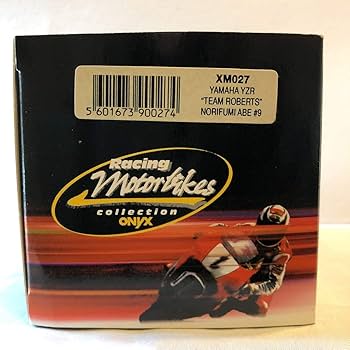 XM027
YAMAHA YZR
"TEAM ROBERTS"
NORIFUMI ABE #9
5 601673 900274
Racing
Motorbikes
collection
ONYX